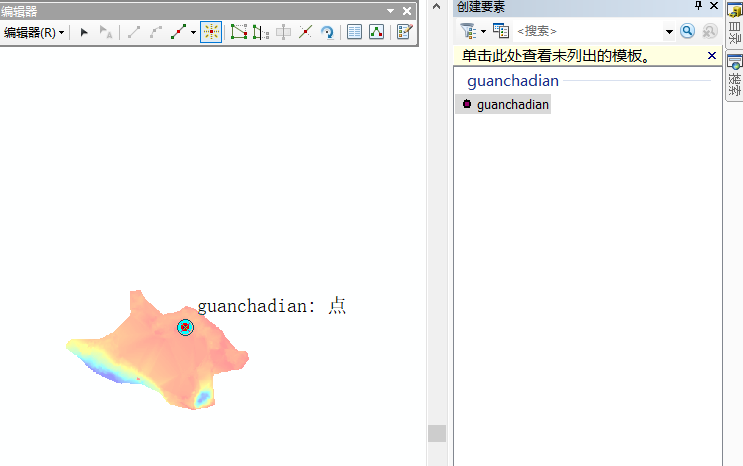 编辑器
编辑器(R)
guanchadian: 点
创建要素
<搜索>
单击此处查看未列出的模板。
guanchadian
guanchadian
目录
搜索